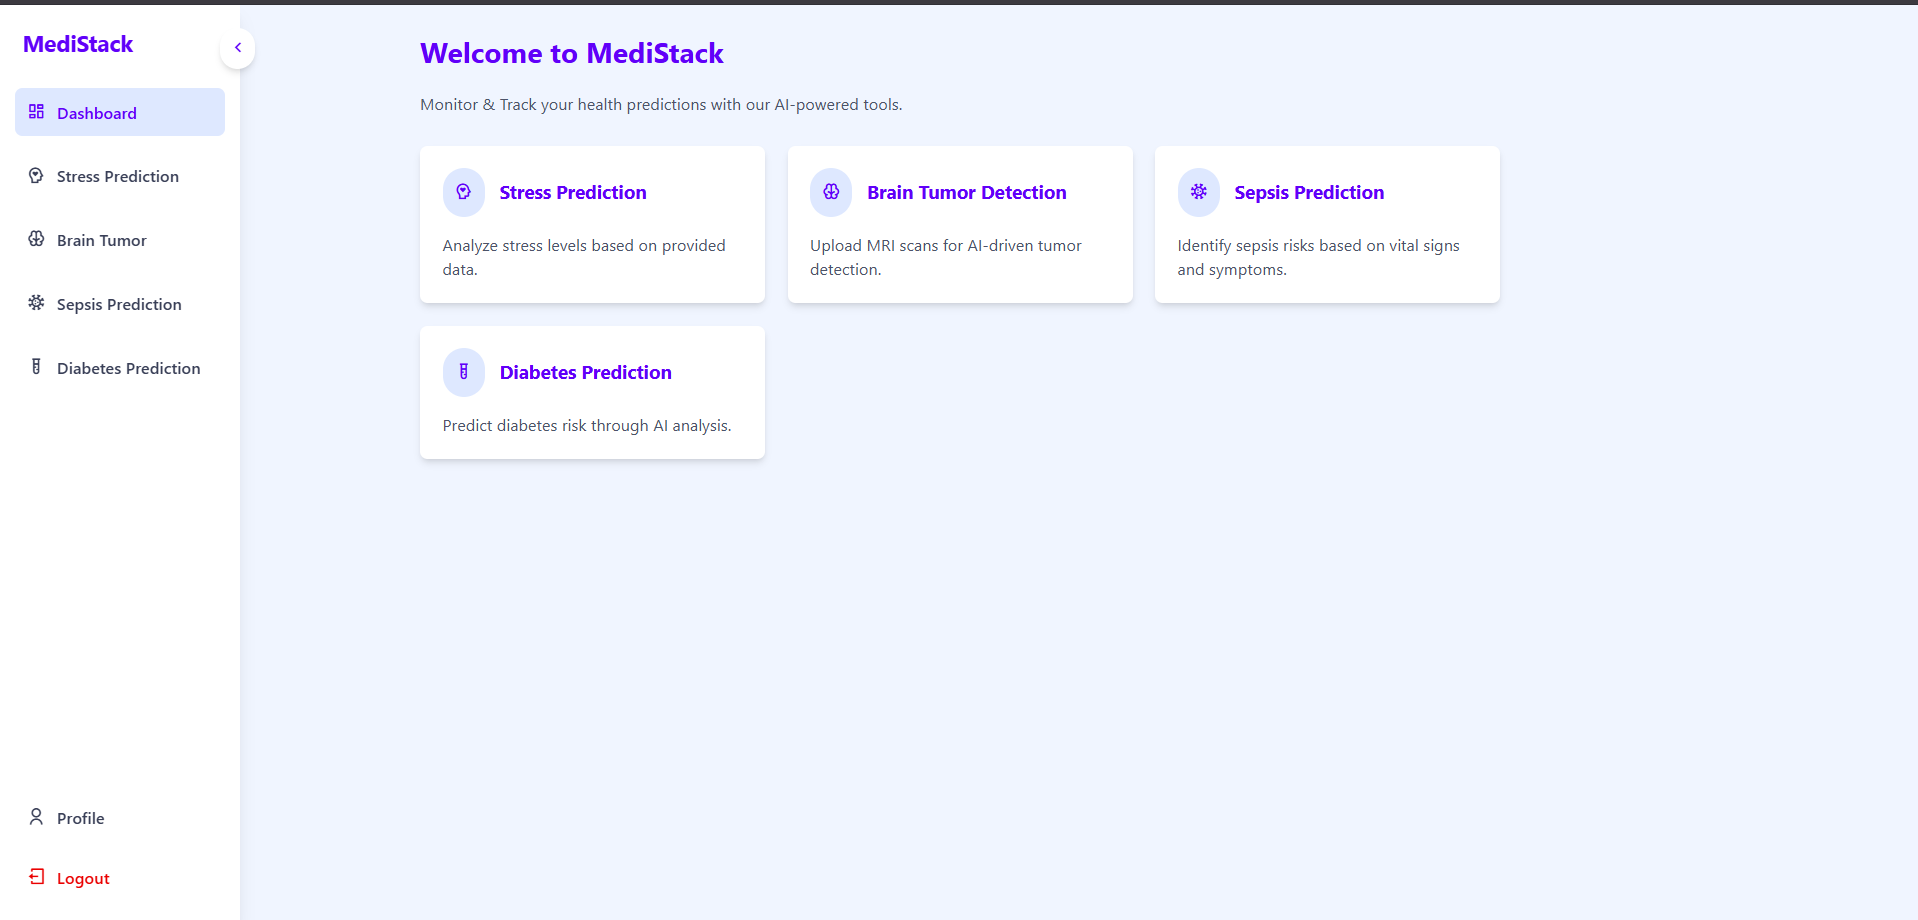 MediStack
Dashboard
Stress Prediction
Brain Tumor
Sepsis Prediction
Diabetes Prediction
Profile
Logout
Welcome to MediStack
Monitor & Track your health predictions with our AI-powered tools.
Stress Prediction
Analyze stress levels based on provided
data.
Brain Tumor Detection
Upload MRI scans for AI-driven tumor
detection.
Sepsis Prediction
Identify sepsis risks based on vital signs
and symptoms.
Diabetes Prediction
Predict diabetes risk through AI analysis.